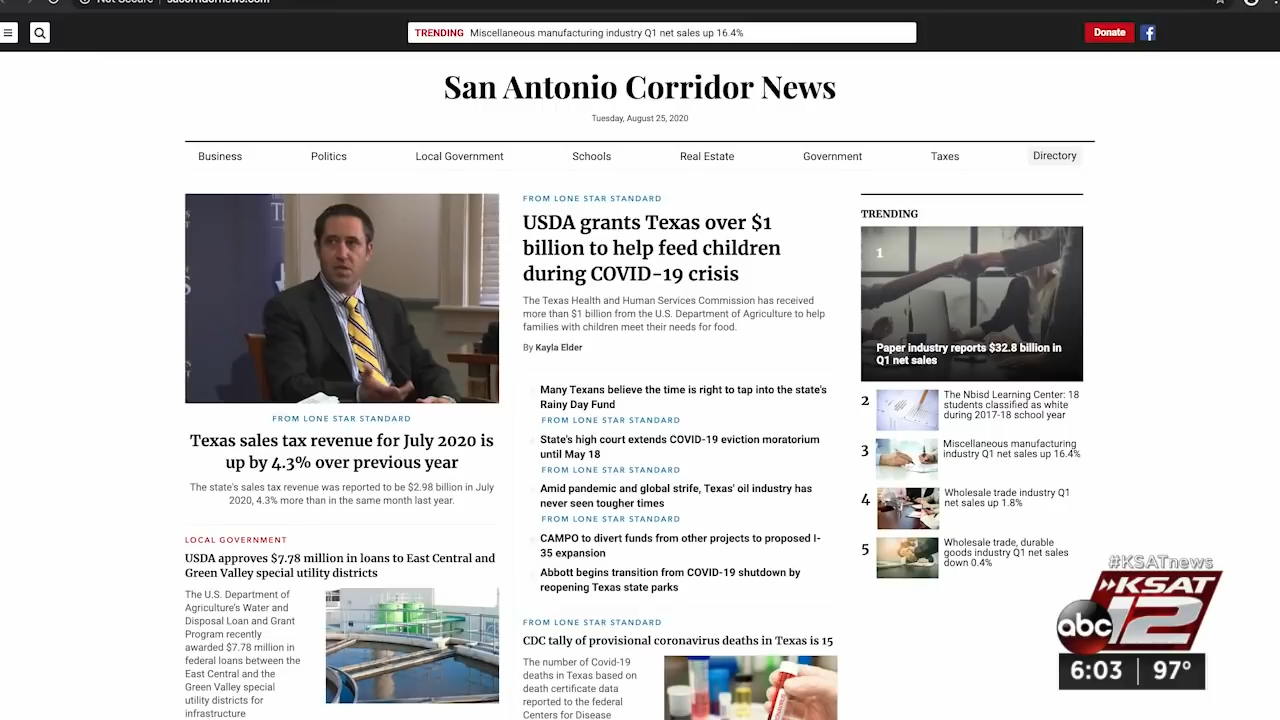 Not Secure | sacorridornews.com
TRENDING Miscellaneous manufacturing industry Q1 net sales up 16.4%
Donate
San Antonio Corridor News
Tuesday, August 25, 2020
Business Politics Local Government Schools Real Estate Government Taxes Directory
FROM LONE STAR STANDARD
Texas sales tax revenue for July 2020 is
up by 4.3% over previous year
The state's sales tax revenue was reported to be $2.98 billion in July
2020, 4.3% more than in the same month last year.
LOCAL GOVERNMENT
USDA approves $7.78 million in loans to East Central and
Green Valley special utility districts
The U.S. Department of
Agriculture's Water and
Disposal Loan and Grant
Program recently
awarded $7.78 million in
federal loans between the
East Central and the
Green Valley special
utility districts for
infrastructure
FROM LONE STAR STANDARD
USDA grants Texas over $1
billion to help feed children
during COVID-19 crisis
The Texas Health and Human Services Commission has received
more than $1 billion from the U.S. Department of Agriculture to help
families with children meet their needs for food.
By Kayla Elder
Many Texans believe the time is right to tap into the state's
Rainy Day Fund
FROM LONE STAR STANDARD
State's high court extends COVID-19 eviction moratorium
until May 18
FROM LONE STAR STANDARD
Amid pandemic and global strife, Texas' oil industry has
never seen tougher times
FROM LONE STAR STANDARD
CAMPO to divert funds from other projects to proposed I-
35 expansion
Abbott begins transition from COVID-19 shutdown by
reopening Texas state parks
FROM LONE STAR STANDARD
CDC tally of provisional coronavirus deaths in Texas is 15
The number of Covid-19
deaths in Texas based on
death certificate data
reported to the federal
Centers for Disease
TRENDING
1
Paper industry reports $32.8 billion in
Q1 net sales
2
The Nbisd Learning Center: 18
students classified as white
during 2017-18 school year
3
Miscellaneous manufacturing
industry Q1 net sales up 16.4%
4
Wholesale trade industry Q1
net sales up 1.8%
5
Wholesale trade, durable
goods industry Q1 net sales
down 0.4%
#KSATnews
KSAT
abc 12
6:03 97°